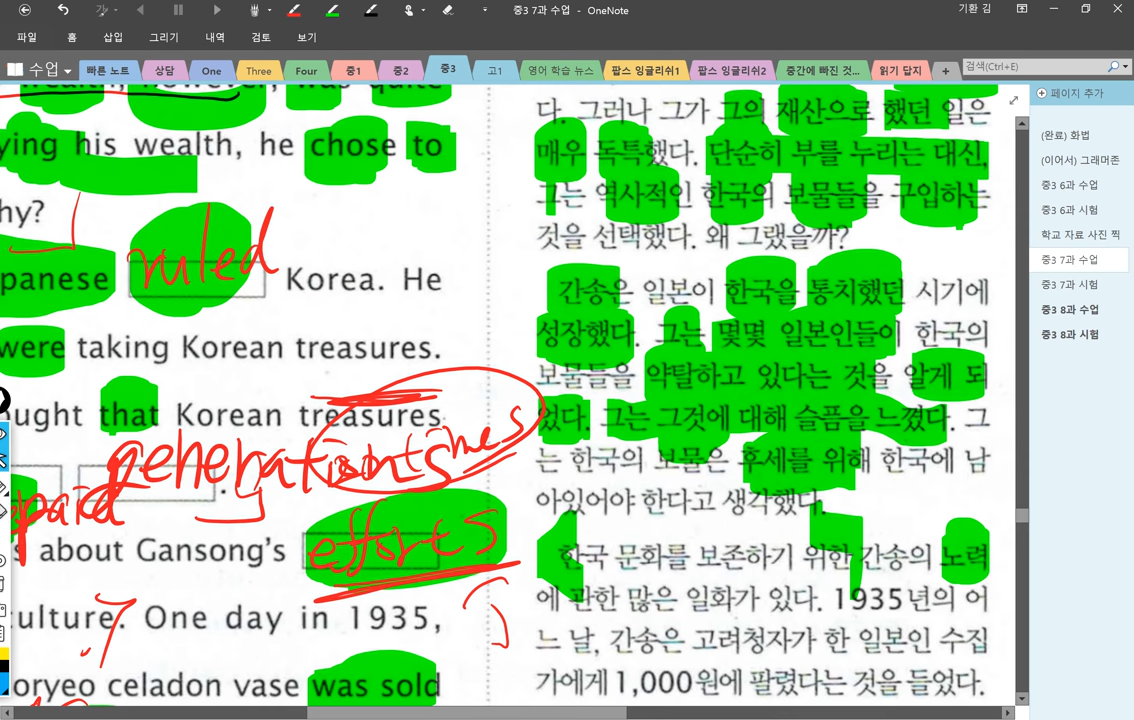 중3 7과 수업 - OneNote
기환 김
파일 홈 삽입 그리기 내역 검토 보기
수업 빠른 노트 상담 One Three Four 중1 중2 중3 고1 영어 학습 뉴스 팝스 잉글리쉬1 팝스 잉글리쉬2 중간에 빠진 것... 읽기 답지 + 검색(Ctrl+E)
페이지 추가
(완료) 화법
(이어서) 그래머존
중3 6과 수업
중3 6과 시험
학교 자료 사진 찍
중3 7과 수업
중3 7과 시험
중3 8과 수업
중3 8과 시험
wealth, however, was quite
ying his wealth, he chose to
hy?
panese ruled Korea. He
were taking Korean treasures.
ught that Korean treasures
generations
paid
s about Gansong's efforts
ulture. One day in 1935,
7
oryeo celadon vase was sold
다. 그러나 그가 그의 재산으로 했던 일은
매우 독특했다. 단순히 부를 누리는 대신,
그는 역사적인 한국의 보물들을 구입하는
것을 선택했다. 왜 그랬을까?
간송은 일본이 한국을 통치했던 시기에
성장했다. 그는 몇몇 일본인들이 한국의
보물들을 약탈하고 있다는 것을 알게 되
었다. 그는 그것에 대해 슬픔을 느꼈다. 그
는 한국의 보물은 후세를 위해 한국에 남
아있어야 한다고 생각했다.
한국 문화를 보존하기 위한 간송의 노력
에 관한 많은 일화가 있다. 1935년의 어
느 날, 간송은 고려청자가 한 일본인 수집
가에게 1,000원에 팔렸다는 것을 들었다.